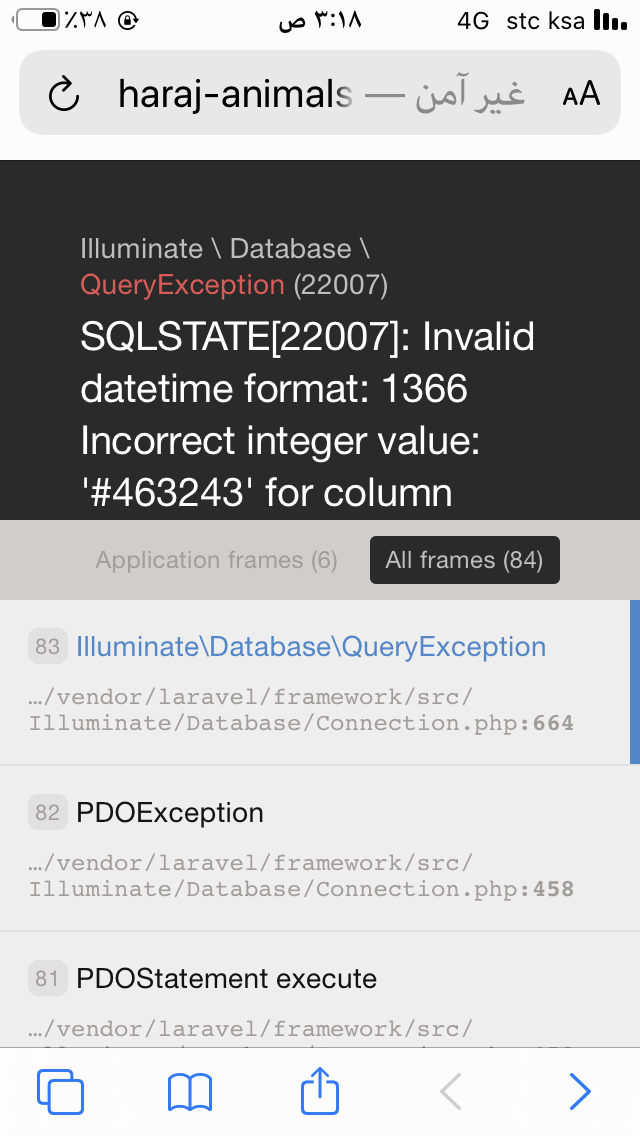 ٪٣٨ ٣:١٨ ص 4G stc ksa
haraj-animals — غير آمن AA
Illuminate \ Database \
QueryException (22007)
SQLSTATE[22007]: Invalid
datetime format: 1366
Incorrect integer value:
'#463243' for column
Application frames (6) All frames (84)
83 Illuminate\Database\QueryException
…/vendor/laravel/framework/src/
Illuminate/Database/Connection.php:664
82 PDOException
…/vendor/laravel/framework/src/
Illuminate/Database/Connection.php:458
81 PDOStatement execute
…/vendor/laravel/framework/src/